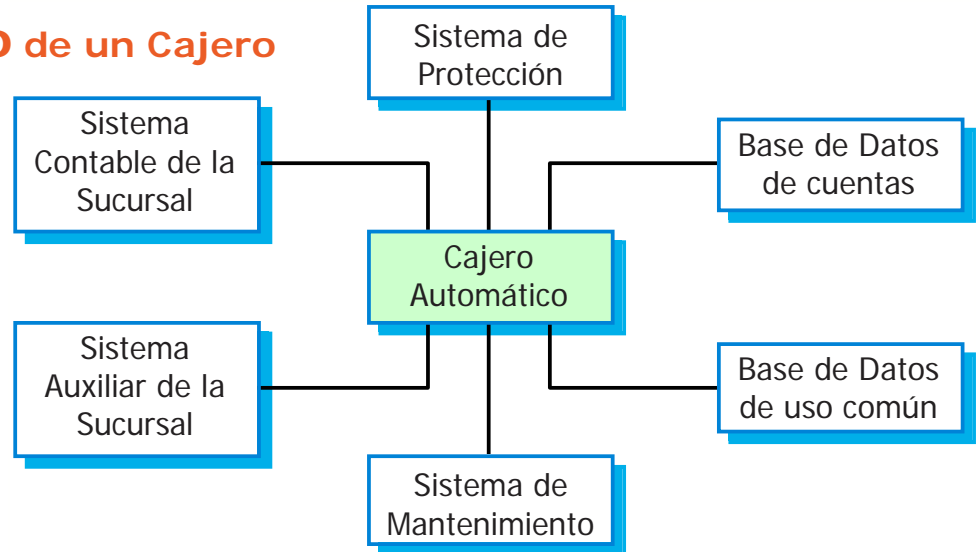 O de un Cajero
Sistema de
Protección
Sistema
Contable de la
Sucursal
Base de Datos
de cuentas
Cajero
Automático
Sistema
Auxiliar de la
Sucursal
Base de Datos
de uso común
Sistema de
Mantenimiento